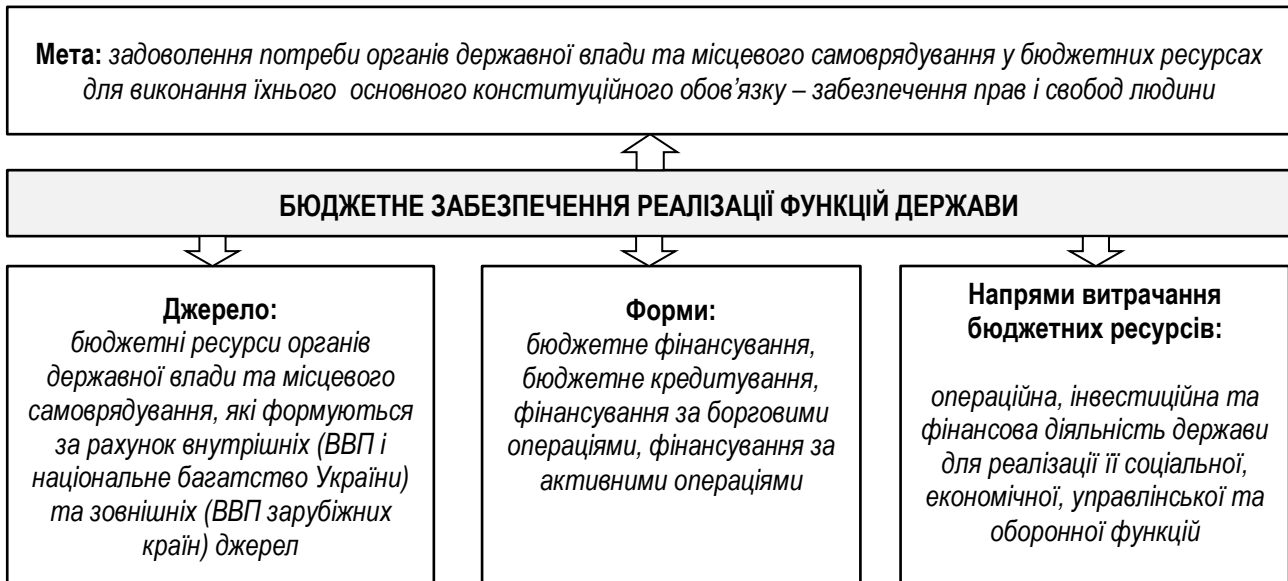 Мета: задоволення потреби органів державної влади та місцевого самоврядування у бюджетних ресурсах
для виконання їхнього основного конституційного обов’язку – забезпечення прав і свобод людини
БЮДЖЕТНЕ ЗАБЕЗПЕЧЕННЯ РЕАЛІЗАЦІЇ ФУНКЦІЙ ДЕРЖАВИ
Джерело:
бюджетні ресурси органів
державної влади та місцевого
самоврядування, які формуються
за рахунок внутрішніх (ВВП і
національне багатство України)
та зовнішніх (ВВП зарубіжних
країн) джерел
Форми:
бюджетне фінансування,
бюджетне кредитування,
фінансування за борговими
операціями, фінансування за
активними операціями
Напрями витрачання
бюджетних ресурсів:
операційна, інвестиційна та
фінансова діяльність держави
для реалізації її соціальної,
економічної, управлінської та
оборонної функцій